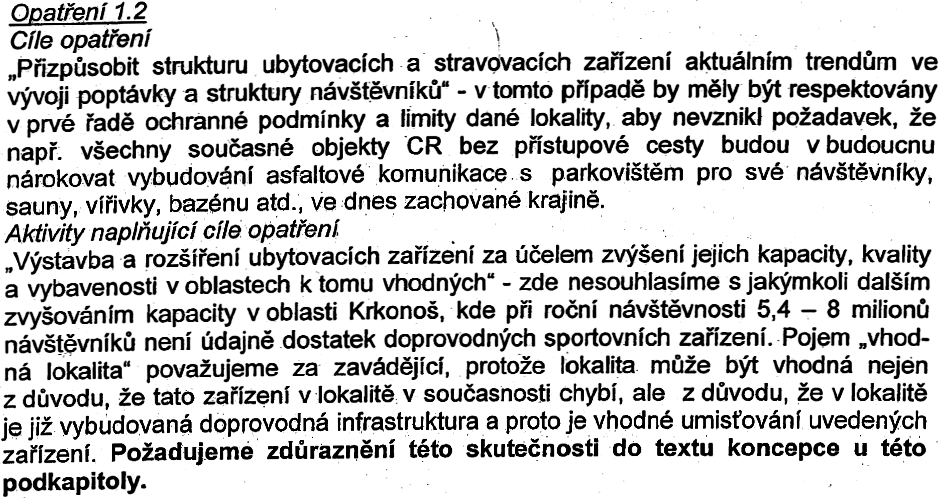 Opatření 1.2
Cíle opatření
„Přizpůsobit strukturu ubytovacích a stravovacích zařízení aktuálním trendům ve
vývoji poptávky a struktury návštěvníků" - v tomto případě by měly být respektovány
v prvé řadě ochranné podmínky a limity dané lokality, aby nevznikl požadavek, že
např. všechny současné objekty CR bez přístupové cesty budou v budoucnu
nárokovat vybudování asfaltové komunikace s parkovištěm pro své návštěvníky,
sauny, vířivky, bazénu atd., ve dnes zachované krajině.
Aktivity naplňující cíle opatření
„Výstavba a rozšíření ubytovacích zařízení za účelem zvýšení jejich kapacity, kvality
a vybavenosti v oblastech k tomu vhodných" - zde nesouhlasíme s jakýmkoli dalším
zvyšováním kapacity v oblasti Krkonoš, kde při roční návštěvnosti 5,4 – 8 milionů
návštěvníků není údajně dostatek doprovodných sportovních zařízení. Pojem „vhod-
ná lokalita" považujeme za zavádějící, protože lokalita může být vhodná nejen
z důvodu, že tato zařízení v lokalitě v současnosti chybí, ale z důvodu, že v lokalitě
je již vybudovaná doprovodná infrastruktura a proto je vhodné umisťování uvedených
zařízení. Požadujeme zdůraznění této skutečnosti do textu koncepce u této
podkapitoly.